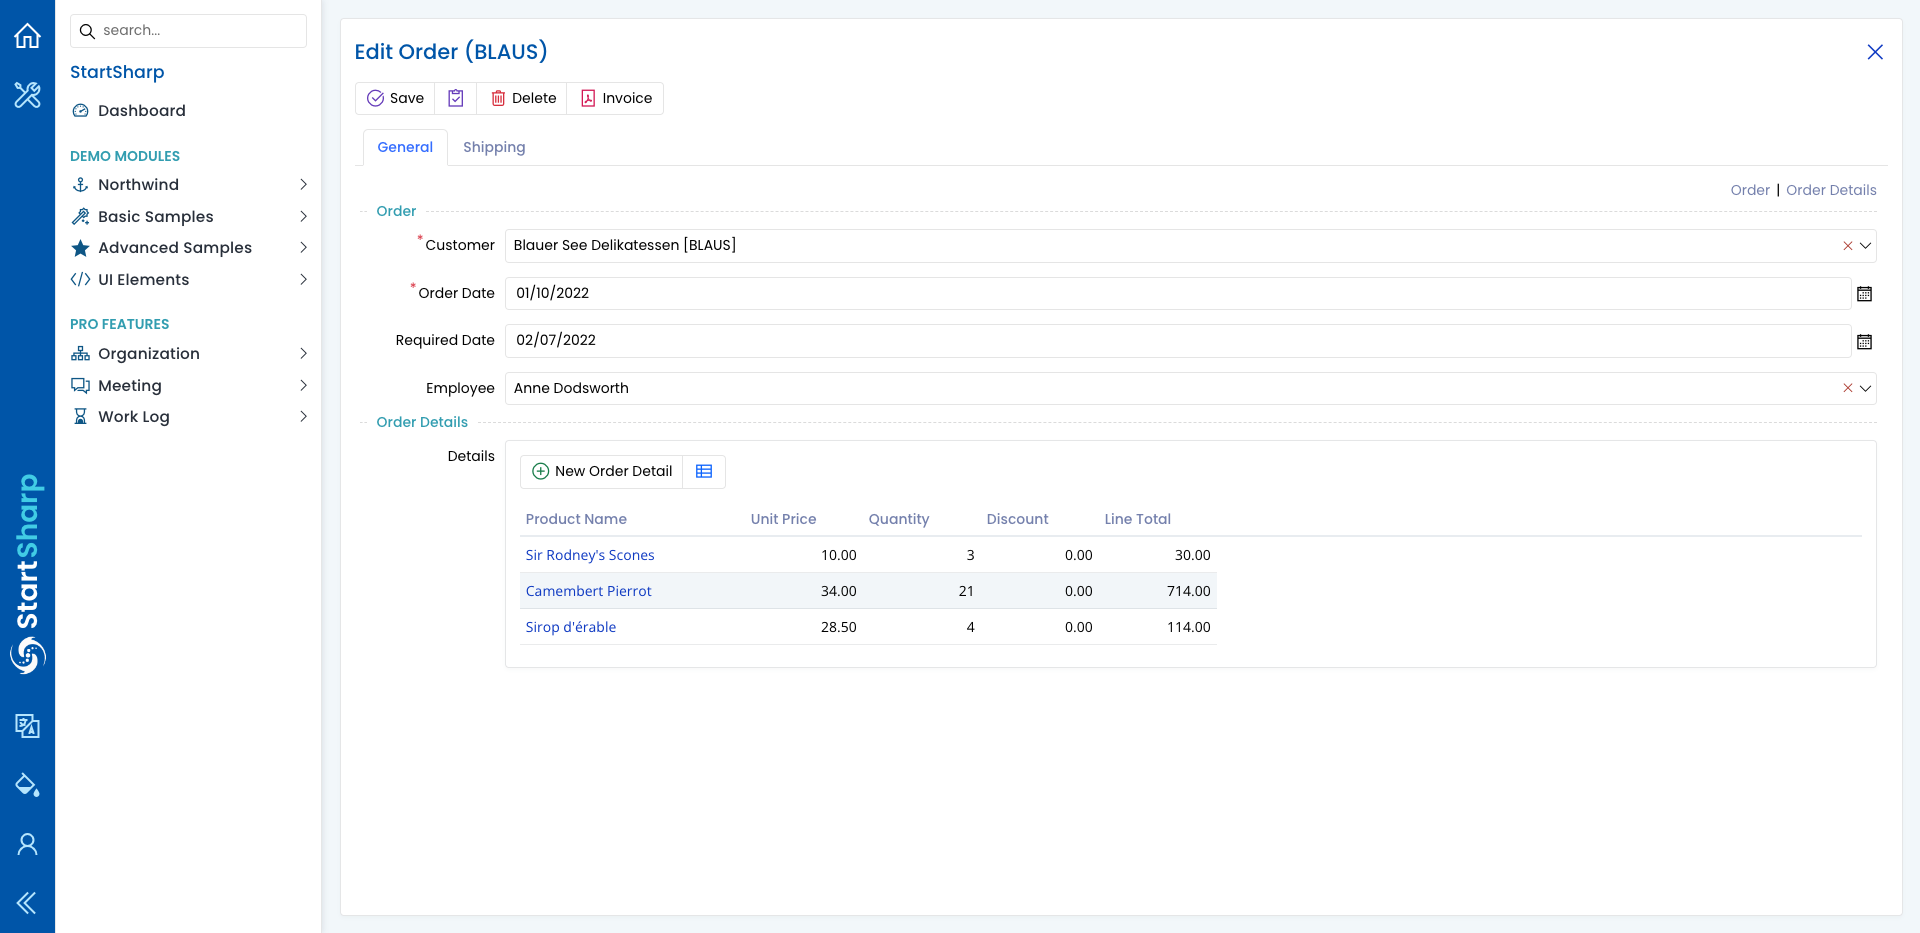 search...
StartSharp
Dashboard
DEMO MODULES
Northwind
Basic Samples
Advanced Samples
UI Elements
PRO FEATURES
Organization
Meeting
Work Log
StartSharp
Edit Order (BLAUS)
Save Delete Invoice
General Shipping
Order | Order Details
Order
* Customer Blauer See Delikatessen [BLAUS]
* Order Date 01/10/2022
Required Date 02/07/2022
Employee Anne Dodsworth
Order Details
Details
New Order Detail
Product Name Unit Price Quantity Discount Line Total
Sir Rodney's Scones 10.00 3 0.00 30.00
Camembert Pierrot 34.00 21 0.00 714.00
Sirop d'érable 28.50 4 0.00 114.00